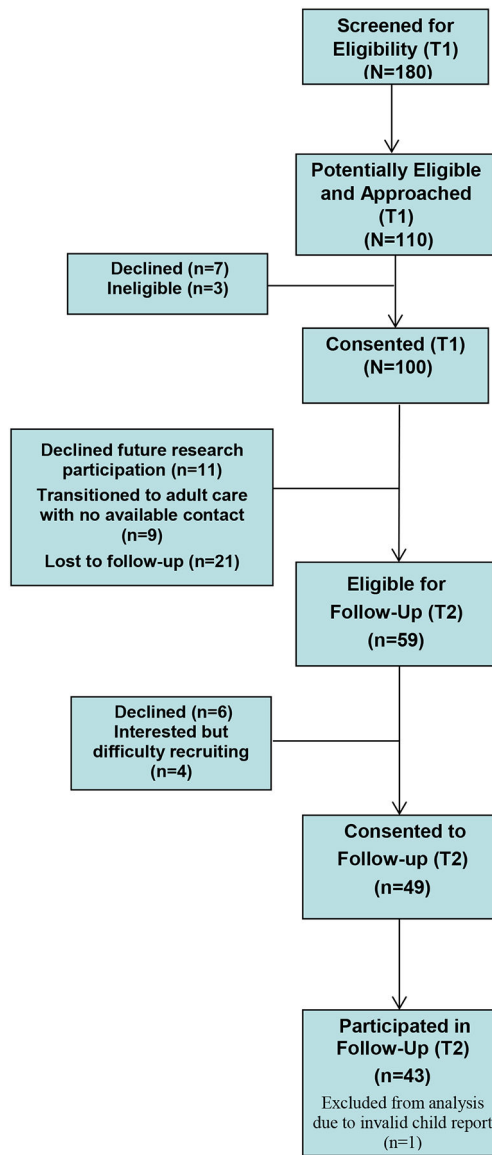 Screened for
Eligibility (T1)
(N=180)
Potentially Eligible
and Approached
(T1)
(N=110)
Declined (n=7)
Ineligible (n=3)
Consented (T1)
(N=100)
Declined future research
participation (n=11)
Transitioned to adult care
with no available contact
(n=9)
Lost to follow-up (n=21)
Eligible for
Follow-Up (T2)
(n=59)
Declined (n=6)
Interested but
difficulty recruiting
(n=4)
Consented to
Follow-up (T2)
(n=49)
Participated in
Follow-Up (T2)
(n=43)
Excluded from analysis
due to invalid child report
(n=1)